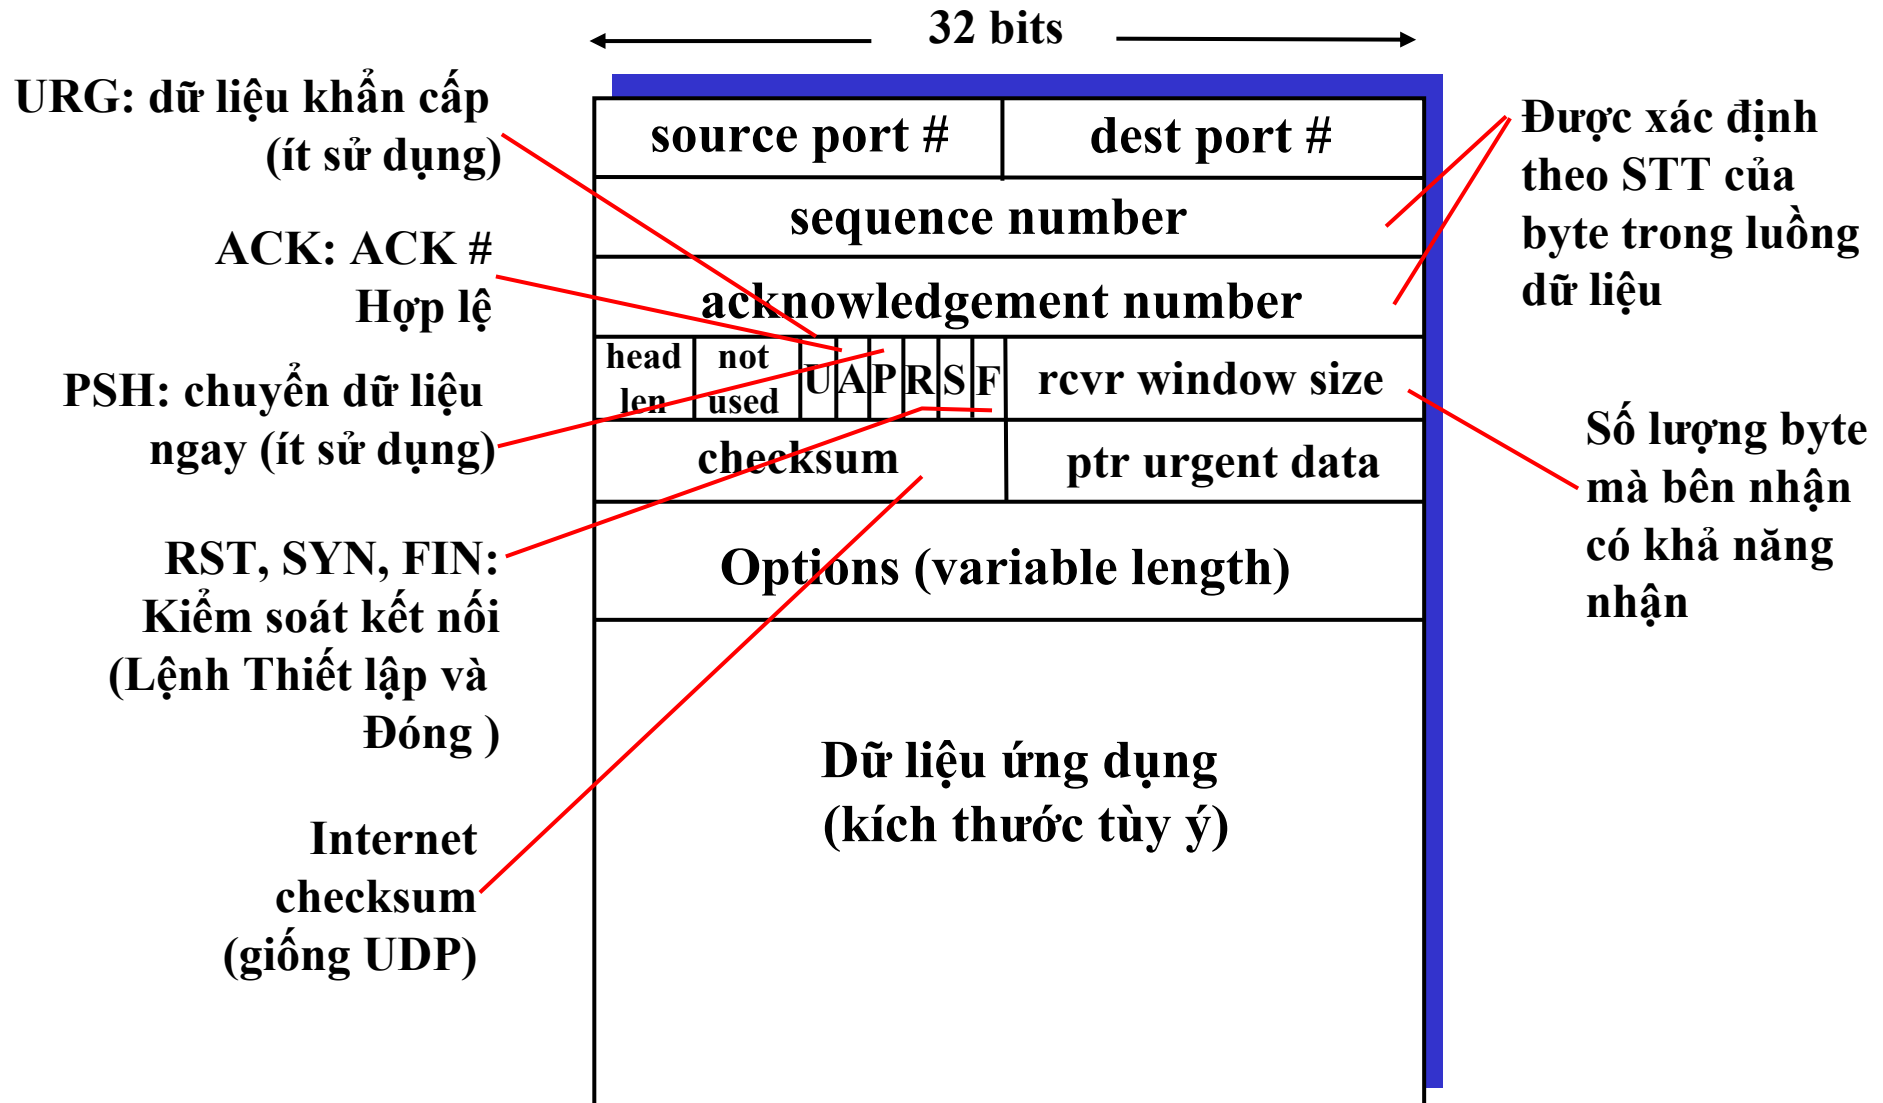 32 bits
URG: dữ liệu khẩn cấp
(ít sử dụng)
ACK: ACK #
Hợp lệ
PSH: chuyển dữ liệu
ngay (ít sử dụng)
RST, SYN, FIN:
Kiểm soát kết nối
(Lệnh Thiết lập và
Đóng )
Internet
checksum
(giống UDP)
source port #
dest port #
sequence number
acknowledgement number
head
len
not
used
U
A
P
R
S
F
rcvr window size
checksum
ptr urgent data
Options (variable length)
Dữ liệu ứng dụng
(kích thước tùy ý)
Được xác định
theo STT của
byte trong luồng
dữ liệu
Số lượng byte
mà bên nhận
có khả năng
nhận